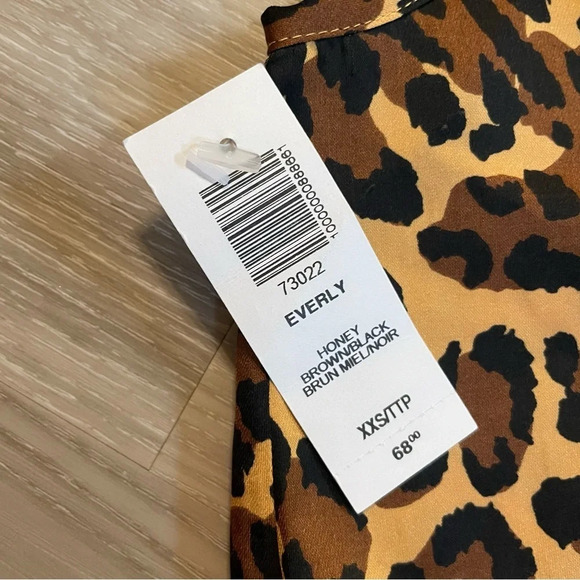 73022
EVERLY
HONEY
BROWN/BLACK
BRUN MIEL/NOIR
XXS/TTP
68.00